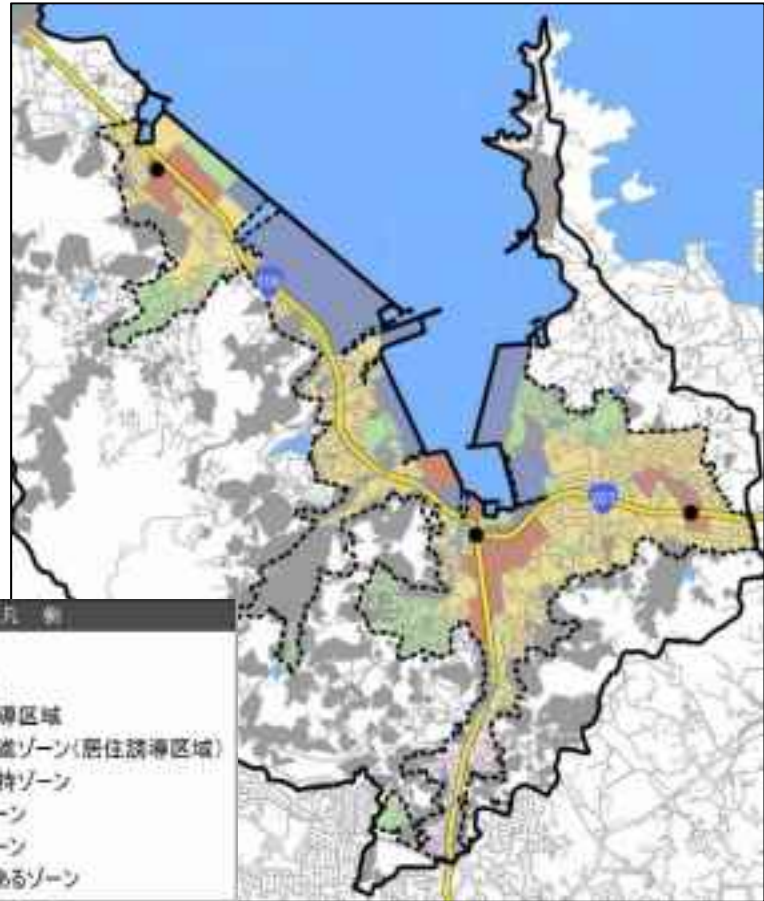 凡 例
導区域
進ゾーン(居住誘導区域)
持ゾーン
ーン
ーン
あるゾーン